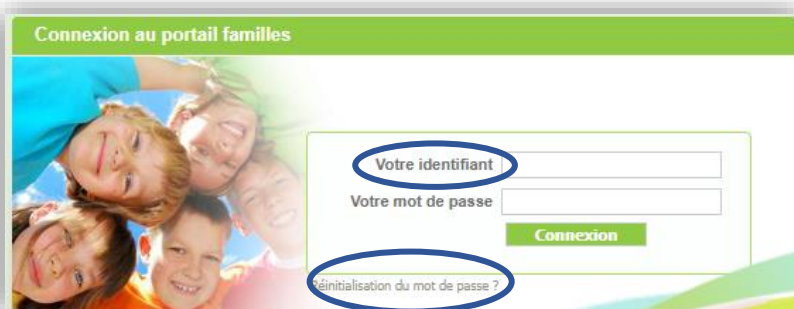 Connexion au portail familles
Votre identifiant
Votre mot de passe
Connexion
Réinitialisation du mot de passe ?